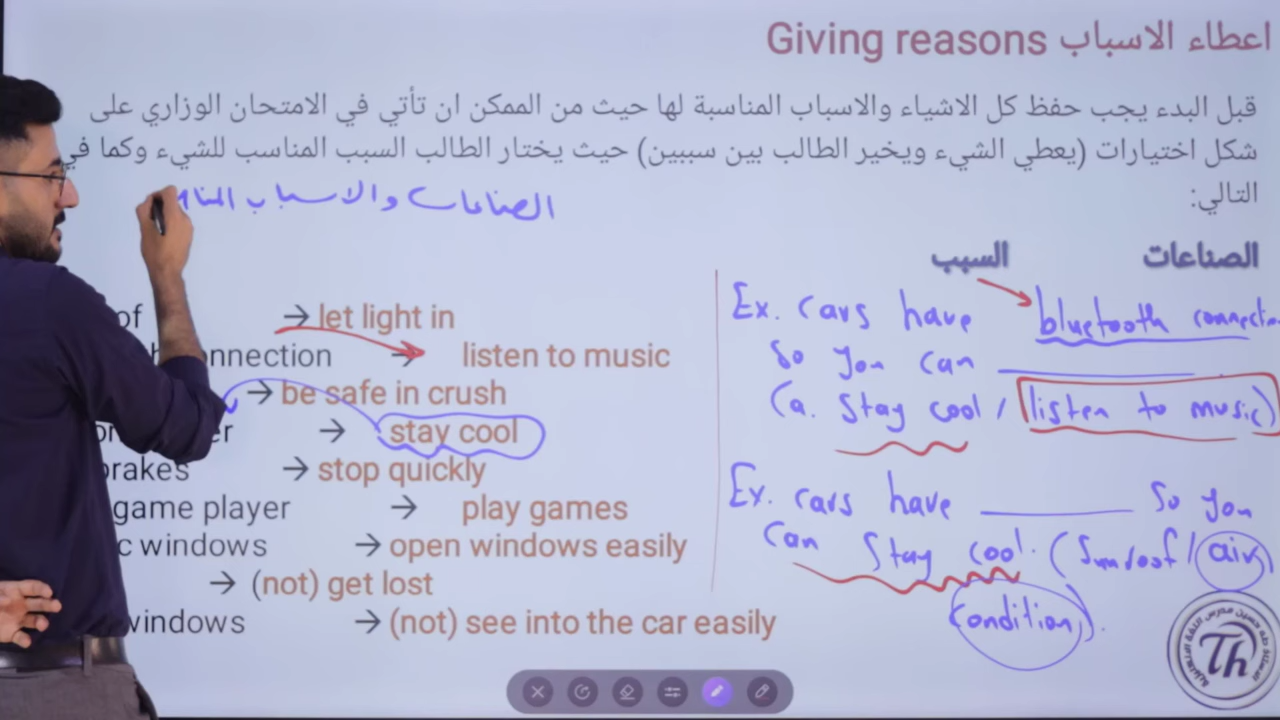 اعطاء الاسباب Giving reasons
قبل البدء يجب حفظ كل الاشياء والاسباب المناسبة لها حيث من الممكن ان تأتي في الامتحان الوزاري على
شكل اختيارات (يعطي الشيء ويخير الطالب بين سببين) حيث يختار الطالب السبب المناسب للشيء وكما في
التالي:
الصناعات والاسباب
الصناعات السبب
of → let light in
onnection → listen to music
→ be safe in crush
er → stay cool
brakes → stop quickly
game player → play games
c windows → open windows easily
→ (not) get lost
windows → (not) see into the car easily
Ex. cars have bluetooth connectio
So you can
(a. stay cool / listen to music)
Ex. cars have So you
can stay cool. (Sunroof / air
condition).
Th